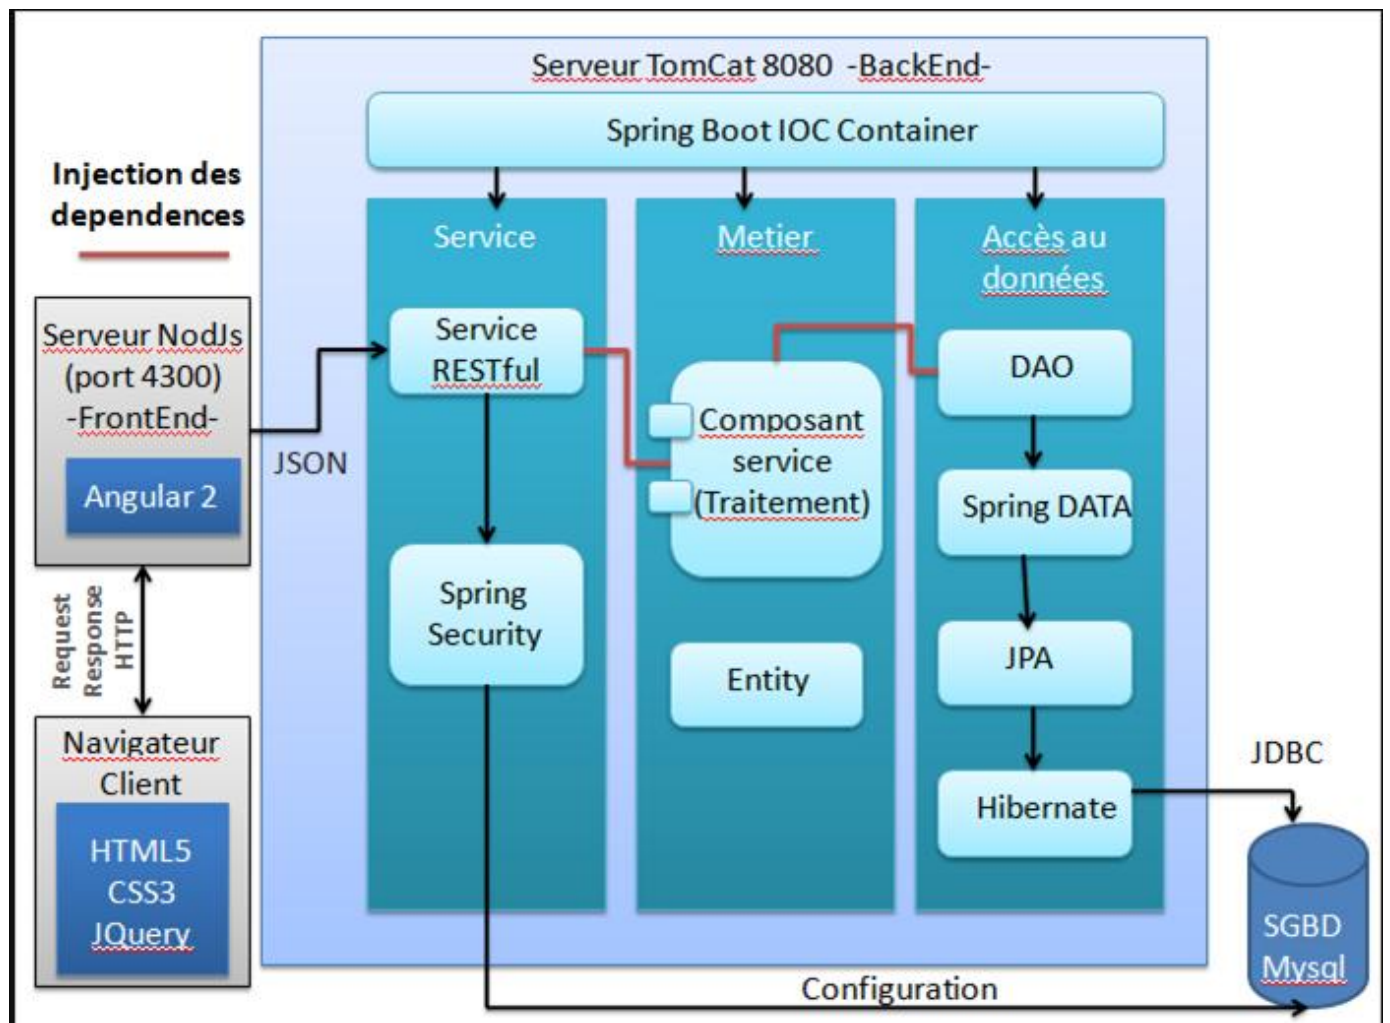 Serveur TomCat 8080 -BackEnd-
Spring Boot IOC Container
Injection des
dependences
Serveur NodJs
(port 4300)
-FrontEnd-
Angular 2
JSON
Request
Response
HTTP
Navigateur
Client
HTML5
CSS3
JQuery
Service
Service
RESTful
Spring
Security
Metier
Composant
service
(Traitement)
Entity
Accès au
données
DAO
Spring DATA
JPA
Hibernate
JDBC
SGBD
Mysql
Configuration